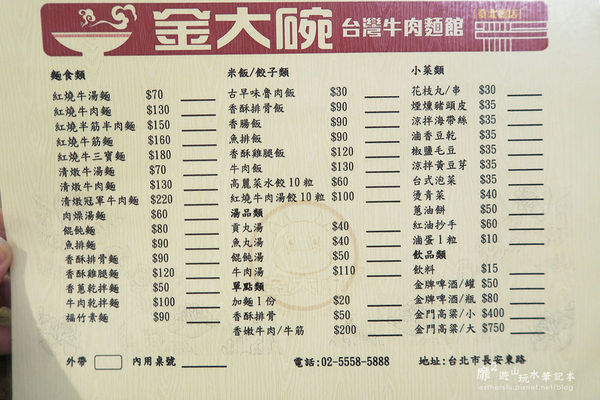 金大碗 台灣牛肉麵館
麵食類
紅燒牛湯麵 $70
紅燒牛肉麵 $130
紅燒半筋半肉麵 $150
紅燒牛筋麵 $160
紅燒牛三寶麵 $180
清燉牛湯麵 $70
清燉牛肉麵 $130
清燉冠軍牛肉麵 $220
肉燥湯麵 $60
餛飩麵 $80
魚排麵 $90
香酥排骨麵 $90
香酥雞腿麵 $120
香蔥乾拌麵 $50
牛肉乾拌麵 $100
福竹素麵 $90
米飯/餃子類
古早味魯肉飯 $30
香酥排骨飯 $90
香腸飯 $90
魚排飯 $90
香酥雞腿飯 $120
牛肉飯 $130
高麗菜水餃10粒 $60
紅燒牛肉湯餃10粒 $100
湯品類
貢丸湯 $40
魚丸湯 $40
餛飩湯 $50
牛肉湯 $110
單點類
加麵1份 $20
香酥排骨 $50
香嫩牛肉/牛筋 $200
小菜類
花枝丸/串 $30
煙燻豬頭皮 $35
涼拌海帶絲 $35
滷香豆乾 $35
椒鹽毛豆 $35
涼拌黃豆芽 $35
台式泡菜 $35
燙青菜 $40
蔥油餅 $50
紅油抄手 $60
滷蛋1粒 $10
飲品類
飲料 $15
金牌啤酒/罐 $50
金牌啤酒/瓶 $80
金門高粱/小 $400
金門高粱/大 $750
外帶 內用桌號 電話:02-5558-5888 地址:台北市長安東路
遊山玩水筆記本